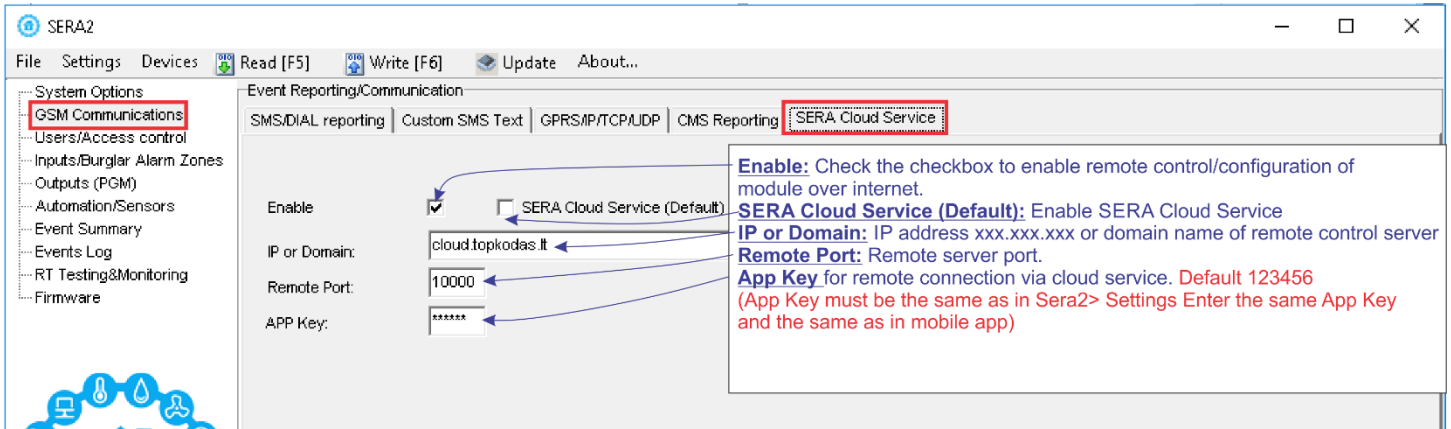 SERA2
File Settings Devices Read [F5] Write [F6] Update About...
System Options
GSM Communications
Users/Access control
Inputs/Burglar Alarm Zones
Outputs (PGM)
Automation/Sensors
Event Summary
Events Log
RT Testing&Monitoring
Firmware
Event Reporting/Communication
SMS/DIAL reporting Custom SMS Text GPRS/IP/TCP/UDP CMS Reporting SERA Cloud Service
Enable SERA Cloud Service (Default)
IP or Domain: cloud.topkodas.lt
Remote Port: 10000
APP Key: ******
Enable: Check the checkbox to enable remote control/configuration of
module over internet.
SERA Cloud Service (Default): Enable SERA Cloud Service
IP or Domain: IP address xxx.xxx.xxx or domain name of remote control server
Remote Port: Remote server port.
App Key for remote connection via cloud service. Default 123456
(App Key must be the same as in Sera2> Settings Enter the same App Key
and the same as in mobile app)